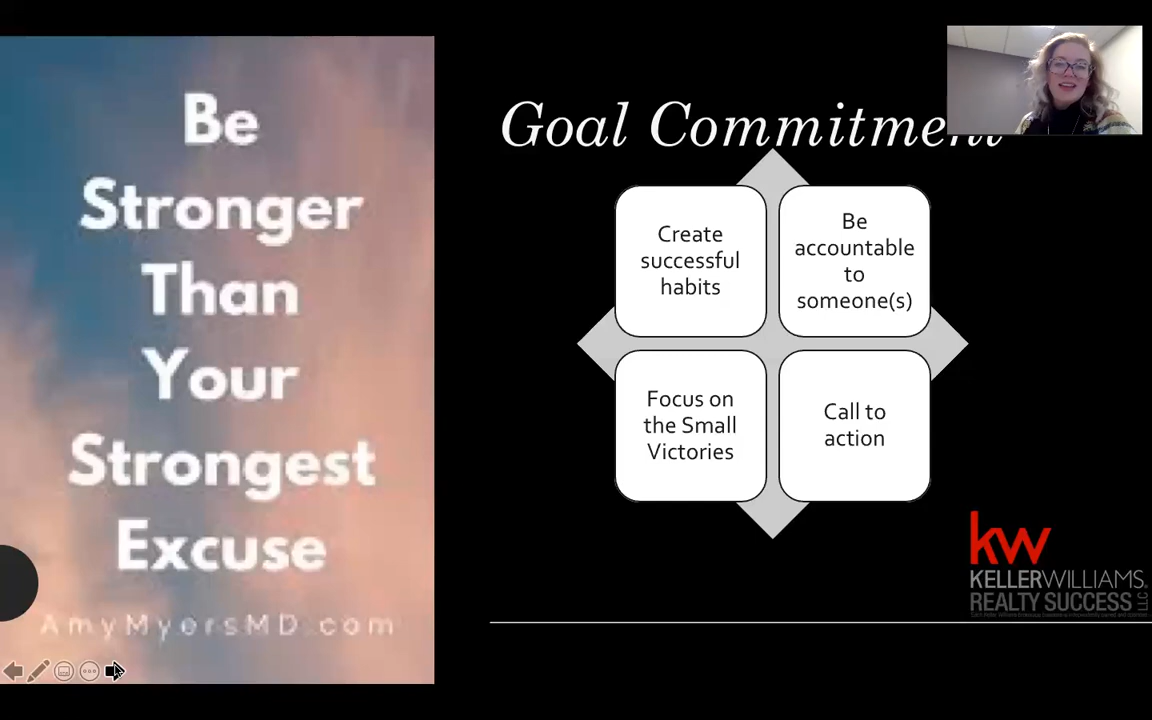 Be
Stronger
Than
Your
Strongest
Excuse
AmyMyersMD.com
Goal Commitment
Create
successful
habits
Be
accountable
to
someone(s)
Focus on
the Small
Victories
Call to
action
kw
KELLERWILLIAMS.
REALTY SUCCESS LLC